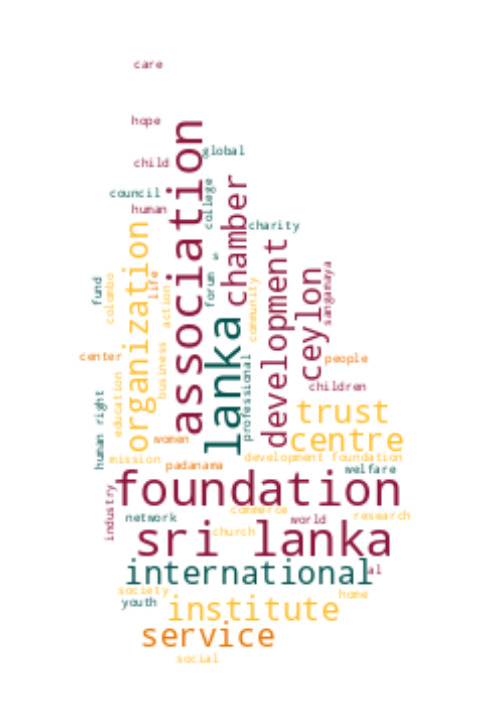 care
hope
association
global
child
chamber
council
college
human
charity
organization
development
s
ceylon
sangamaya
fund
colombo
life
action
forum
community
lanka
center
business
professional
people
education
children
human right
trust
women
centre
mission
padanama
development foundation
welfare
foundation
industry
commerce
network
world
research
sri lanka
church
international
al
society
home
youth
institute
service
social